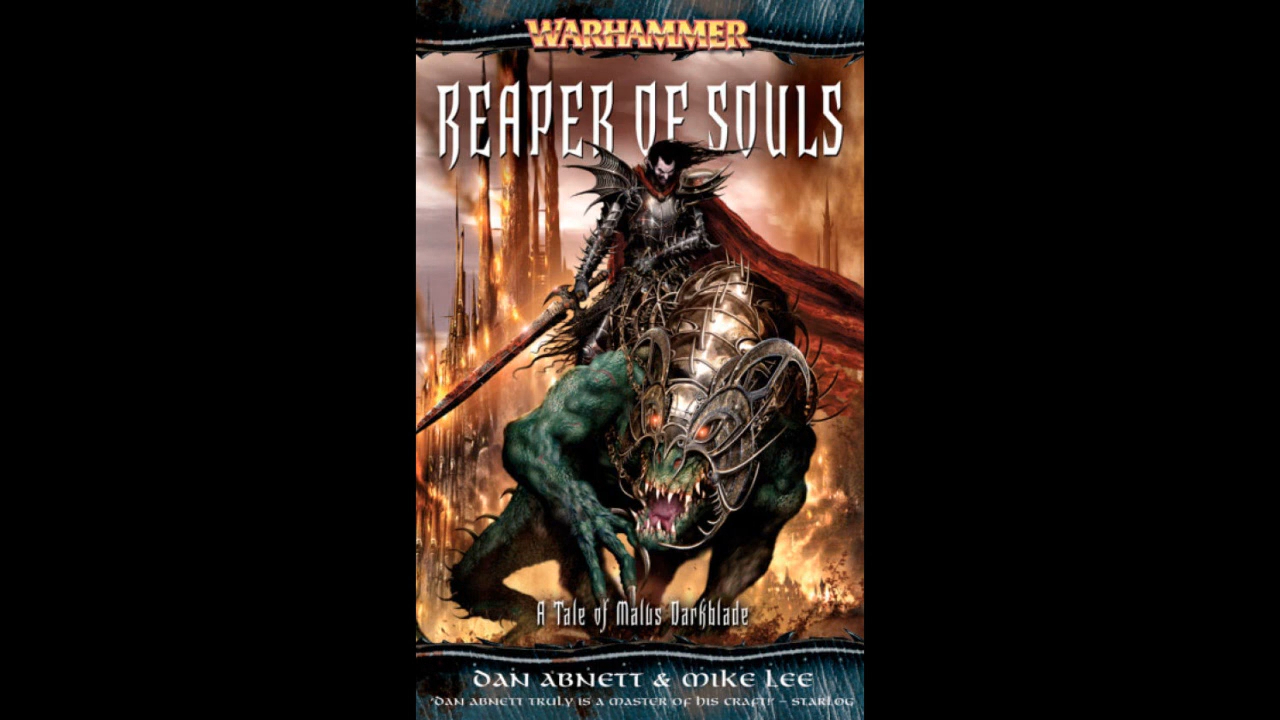 WARHAMMER
REAPER OF SOULS
A Tale of Malus Darkblade
DAN ABNETT & MIKE LEE
'DAN ABNETT TRULY IS A MASTER OF HIS CRAFT!' – STARLOG